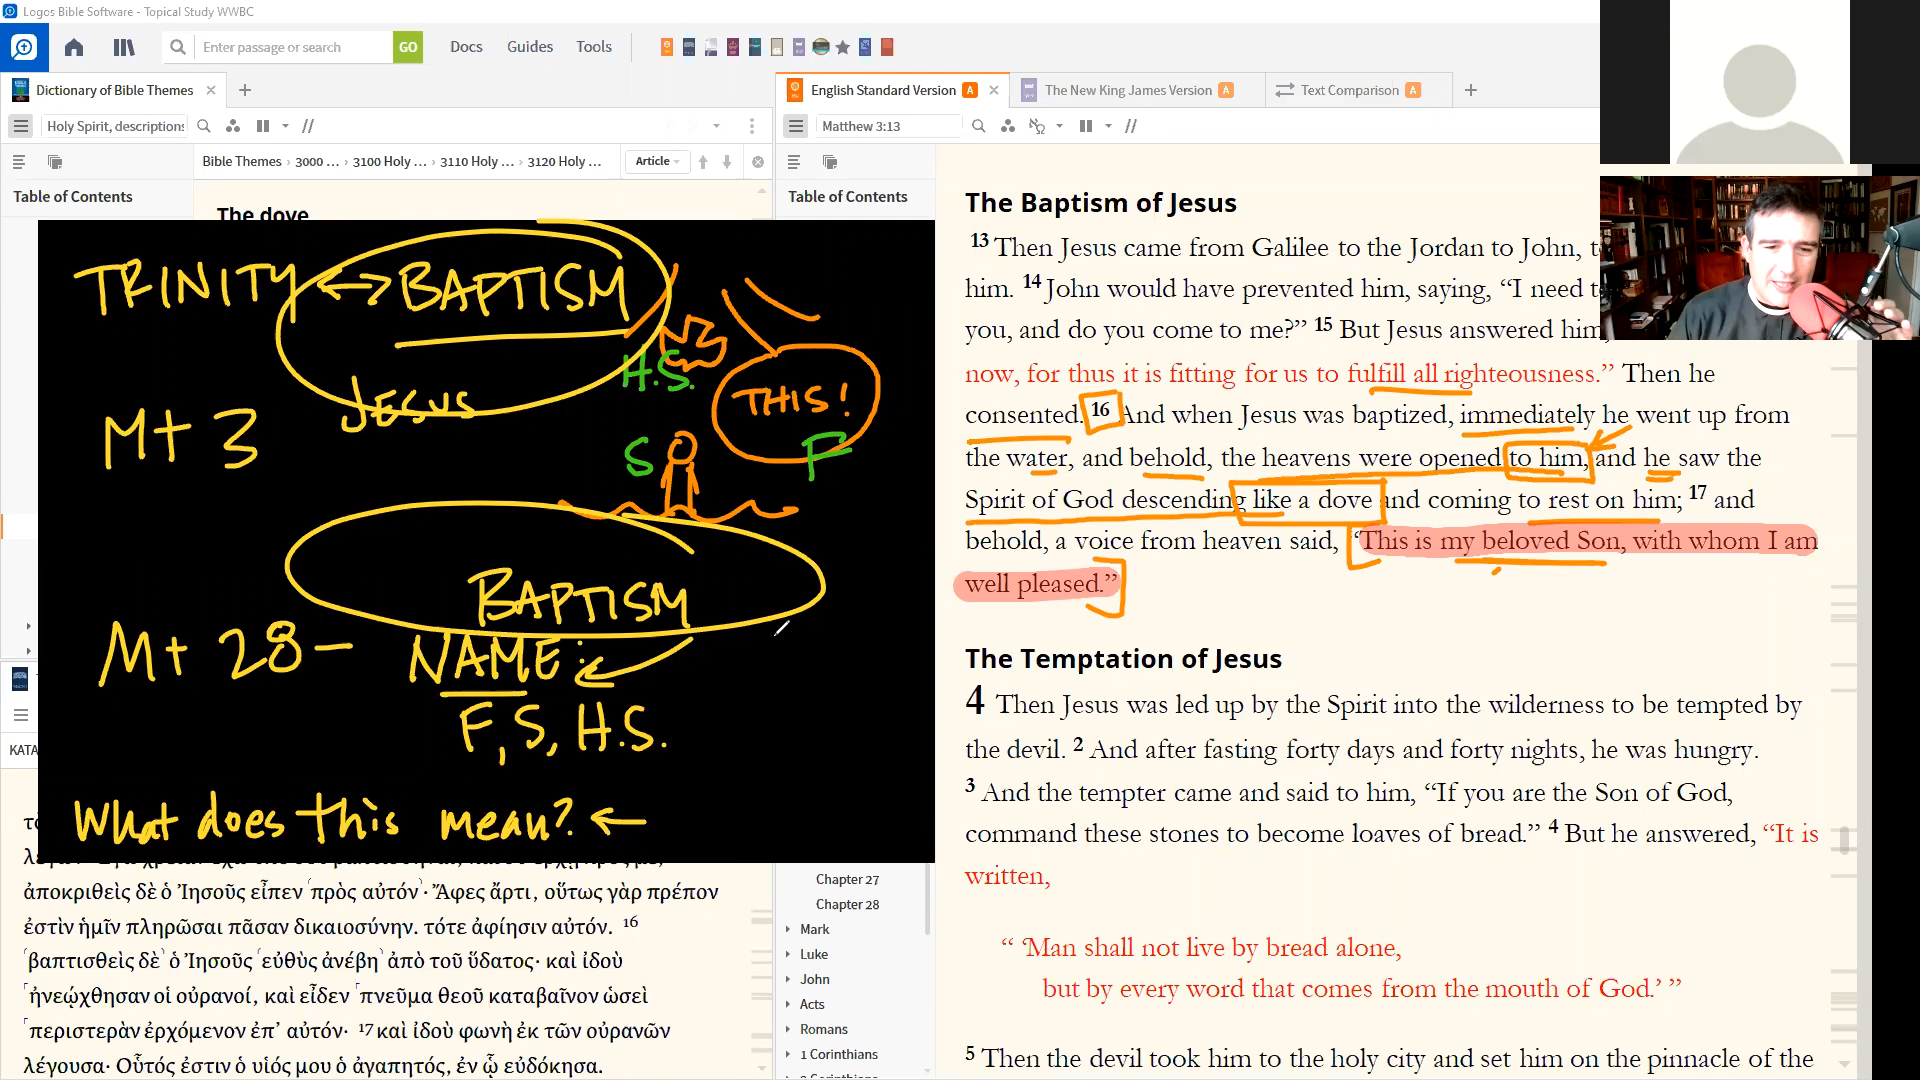 Logos Bible Software - Topical Study WWBC
Enter passage or search
GO
Docs
Guides
Tools
Dictionary of Bible Themes
English Standard Version A
The New King James Version A
Text Comparison A
Holy Spirit, descriptions
Matthew 3:13
Bible Themes › 3000 ... › 3100 Holy ... › 3110 Holy ... › 3120 Holy ...
Article
Table of Contents
The dove
Table of Contents
TRINITY ↔ BAPTISM
JESUS
Mt 3
H.S.
THIS!
S
F
BAPTISM
Mt 28 —
NAME:
F, S, H.S.
What does this mean? ←
ΚΑΤΑ
ἀποκριθεὶς δὲ ὁ Ἰησοῦς εἶπεν ⸂πρὸς αὐτόν⸃· Ἄφες ἄρτι, οὕτως γὰρ πρέπον
ἐστὶν ἡμῖν πληρῶσαι πᾶσαν δικαιοσύνην. τότε ἀφίησιν αὐτόν. 16
⸂βαπτισθεὶς δὲ⸃ ὁ Ἰησοῦς ⸂εὐθὺς ἀνέβη⸃ ἀπὸ τοῦ ὕδατος· καὶ ἰδοὺ
⸀ἠνεῴχθησαν οἱ οὐρανοί, καὶ εἶδεν ⸀πνεῦμα θεοῦ καταβαῖνον ὡσεὶ
⸀περιστερὰν ἐρχόμενον ἐπ’ αὐτόν· 17 καὶ ἰδοὺ φωνὴ ἐκ τῶν οὐρανῶν
λέγουσα· Οὗτός ἐστιν ὁ υἱός μου ὁ ἀγαπητός, ἐν ᾧ εὐδόκησα.
Chapter 27
Chapter 28
Mark
Luke
John
Acts
Romans
1 Corinthians
2 Corinthians
The Baptism of Jesus
13 Then Jesus came from Galilee to the Jordan to John,
him. 14 John would have prevented him, saying, “I need
you, and do you come to me?” 15 But Jesus answered him,
now, for thus it is fitting for us to fulfill all righteousness.” Then he
consented. 16 And when Jesus was baptized, immediately he went up from
the water, and behold, the heavens were opened to him, and he saw the
Spirit of God descending like a dove and coming to rest on him; 17 and
behold, a voice from heaven said, “This is my beloved Son, with whom I am
well pleased.”
The Temptation of Jesus
4 Then Jesus was led up by the Spirit into the wilderness to be tempted by
the devil. 2 And after fasting forty days and forty nights, he was hungry.
3 And the tempter came and said to him, “If you are the Son of God,
command these stones to become loaves of bread.” 4 But he answered, “It is
written,
“ ‘Man shall not live by bread alone,
but by every word that comes from the mouth of God.’ ”
5 Then the devil took him to the holy city and set him on the pinnacle of the